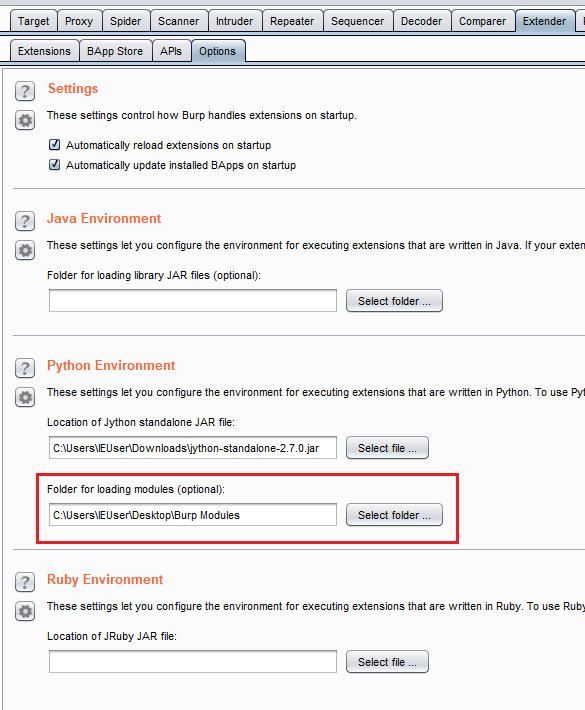 Target Proxy Spider Scanner Intruder Repeater Sequencer Decoder Comparer Extender
Extensions BApp Store APIs Options
? Settings
These settings control how Burp handles extensions on startup.
Automatically reload extensions on startup
Automatically update installed BApps on startup
? Java Environment
These settings let you configure the environment for executing extensions that are written in Java. If your exten
Folder for loading library JAR files (optional):
Select folder ...
? Python Environment
These settings let you configure the environment for executing extensions that are written in Python. To use Pyt
Location of Jython standalone JAR file:
C:\Users\IEUser\Downloads\jython-standalone-2.7.0.jar Select file ...
Folder for loading modules (optional):
C:\Users\IEUser\Desktop\Burp Modules Select folder ...
? Ruby Environment
These settings let you configure the environment for executing extensions that are written in Ruby. To use Ruby
Location of JRuby JAR file:
Select file ...